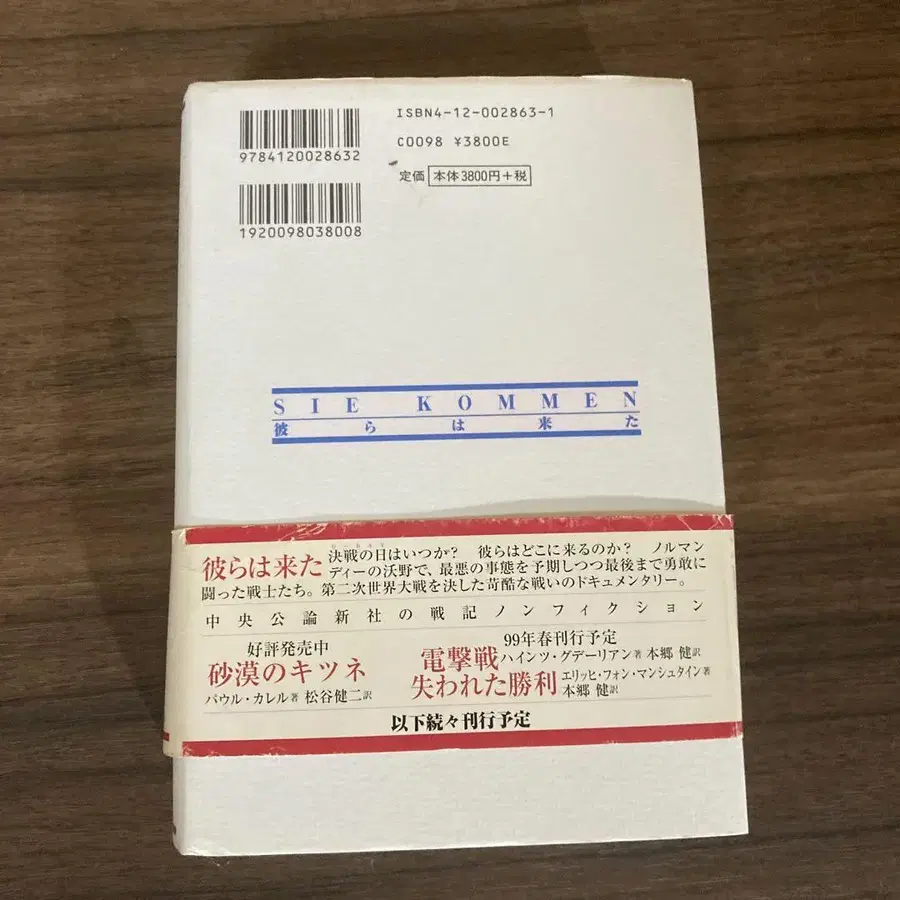 ISBN4-12-002863-1
9784120028632
C0098 ¥3800E
定価 本体3800円+税
1920098038008
SIE KOMMEN
彼らは来た
彼らは来た 決戦の日はいつか? 彼らはどこに来るのか? ノルマン
ディーの沃野で、最悪の事態を予期しつつ最後まで勇敢に
闘った戦士たち。第二次世界大戦を決した苛酷な戦いのドキュメンタリー。
中央公論新社の戦記ノンフィクション
好評発売中
砂漠のキツネ
パウル・カレル著 松谷健二訳
99年春刊行予定
電撃戦 ハインツ・グデーリアン著 本郷 健訳
失われた勝利 エリッヒ・フォン・マンシュタイン著
本郷 健訳
以下続々刊行予定